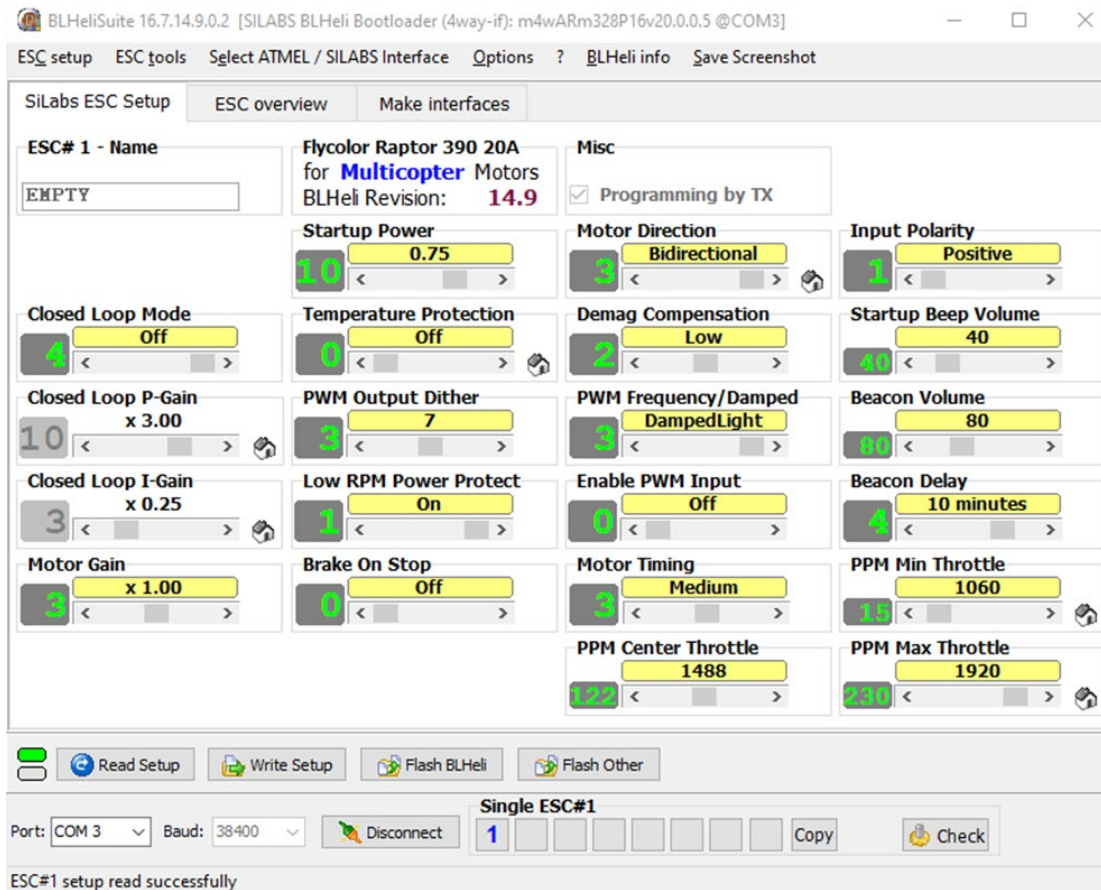 BLHeliSuite 16.7.14.9.0.2 [SILABS BLHeli Bootloader (4way-if): m4wARm328P16v20.0.0.5 @COM3]
ESC setup ESC tools Select ATMEL / SILABS Interface Options ? BLHeli info Save Screenshot
SiLabs ESC Setup ESC overview Make interfaces
ESC# 1 - Name
EMPTY
Flycolor Raptor 390 20A
for Multicopter Motors
BLHeli Revision: 14.9
Misc
Programming by TX
Startup Power
0.75
10
Motor Direction
Bidirectional
3
Input Polarity
Positive
1
Closed Loop Mode
Off
4
Temperature Protection
Off
0
Demag Compensation
Low
2
Startup Beep Volume
40
40
Closed Loop P-Gain
x 3.00
10
PWM Output Dither
7
3
PWM Frequency/Damped
DampedLight
3
Beacon Volume
80
80
Closed Loop I-Gain
x 0.25
3
Low RPM Power Protect
On
1
Enable PWM Input
Off
0
Beacon Delay
10 minutes
4
Motor Gain
x 1.00
3
Brake On Stop
Off
0
Motor Timing
Medium
3
PPM Min Throttle
1060
15
PPM Center Throttle
1488
122
PPM Max Throttle
1920
230
Read Setup Write Setup Flash BLHeli Flash Other
Single ESC#1
Port: COM 3 Baud: 38400 Disconnect 1 Copy Check
ESC#1 setup read successfully